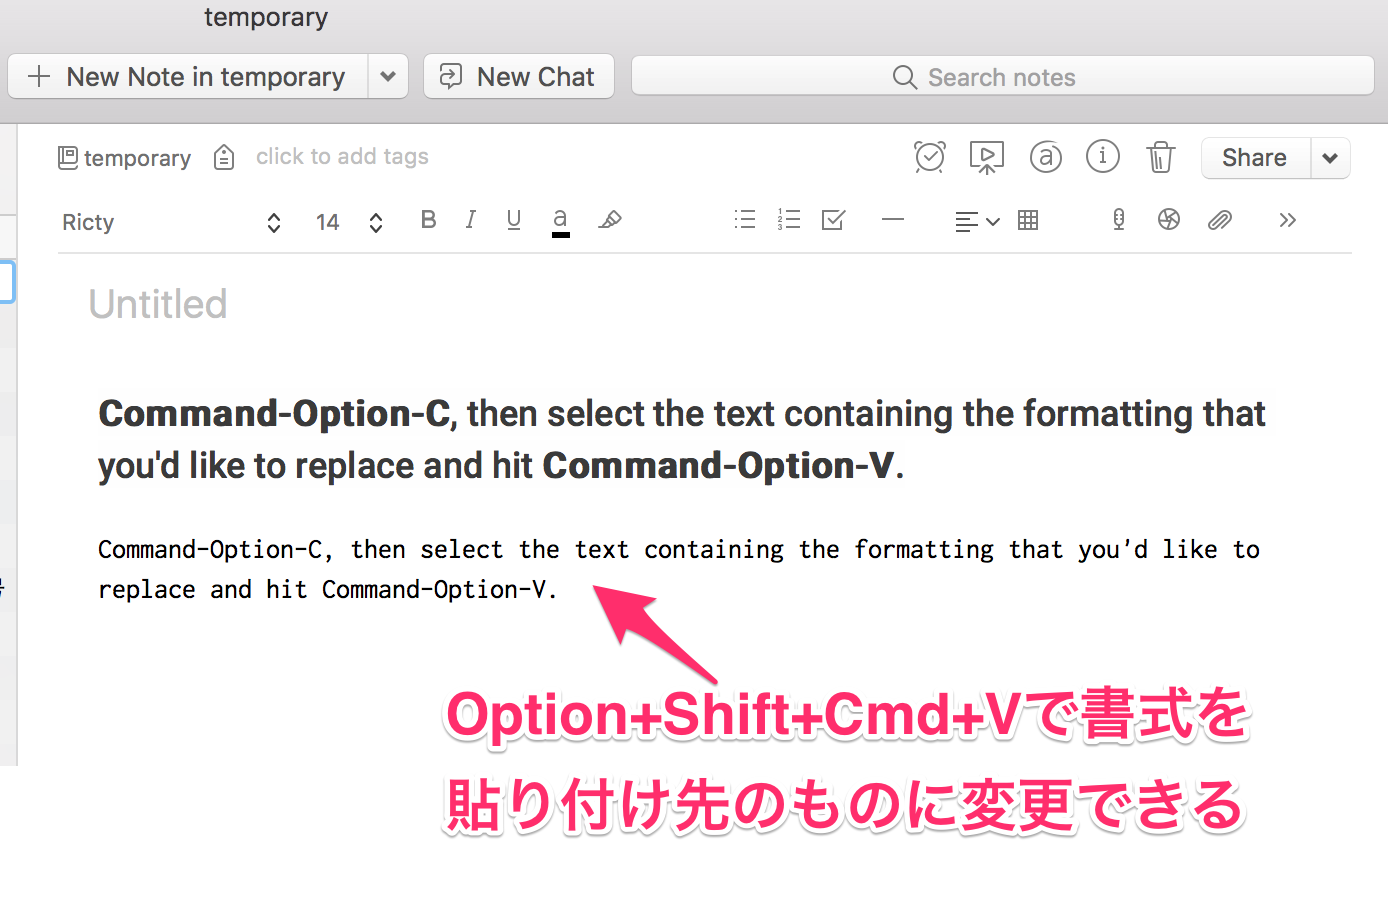 temporary
New Note in temporary
New Chat
Search notes
temporary
click to add tags
Share
Ricty
14
B I U a
Untitled
Command-Option-C, then select the text containing the formatting that
you'd like to replace and hit Command-Option-V.
Command-Option-C, then select the text containing the formatting that you'd like to
replace and hit Command-Option-V.
Option+Shift+Cmd+Vで書式を
貼り付け先のものに変更できる